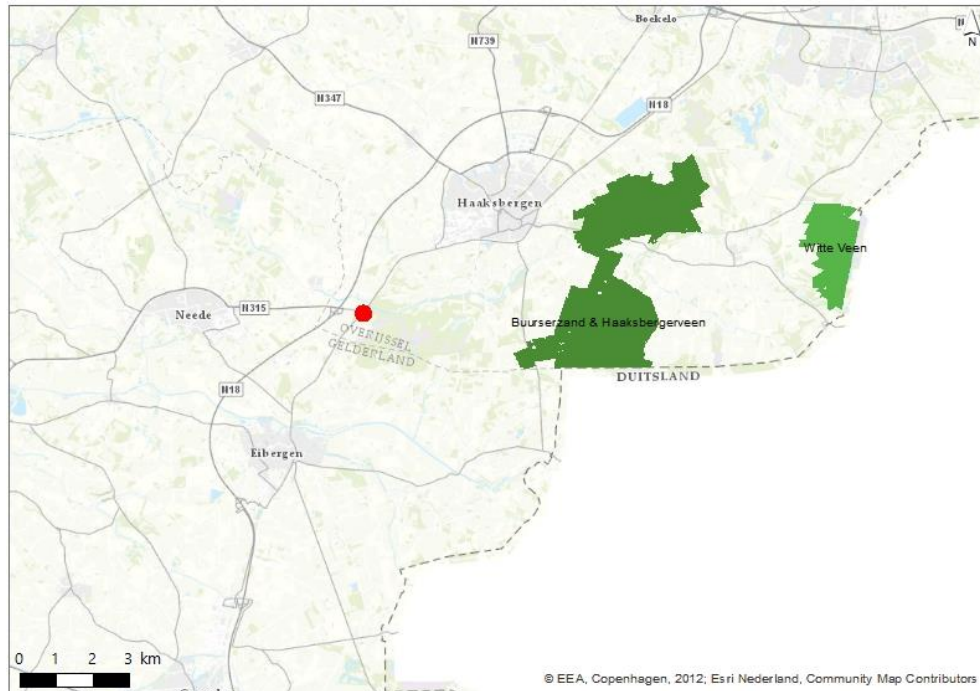 Boekelo
N
N
N739
N347
N18
Haaksbergen
Witte Veen
Neede
N315
Buurserzand & Haaksbergerveen
OVERIJSSEL
GELDERLAND
DUITSLAND
N18
Eibergen
0 1 2 3 km
© EEA, Copenhagen, 2012; Esri Nederland, Community Map Contributors